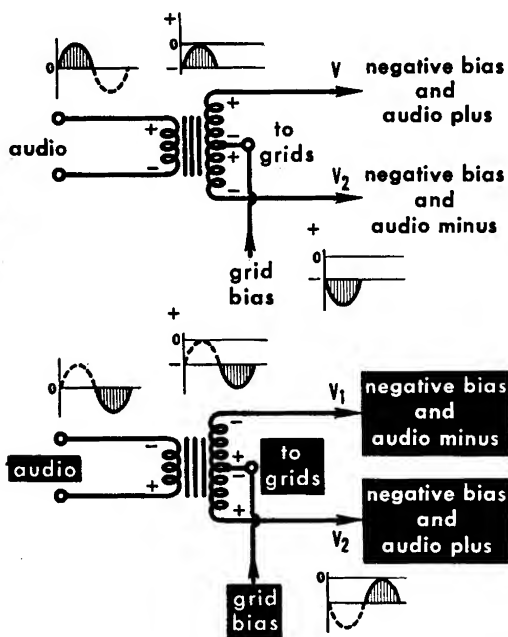 +
0
−
0
V
negative bias
and
audio plus
+
−
+
−
audio
+
−
to
grids
V2
negative bias
and
audio minus
grid
bias
+
0
−
+
0
−
0
V1
negative bias
and
audio minus
−
+
−
+
audio
−
+
to
grids
V2
negative bias
and
audio plus
grid
bias
0
−